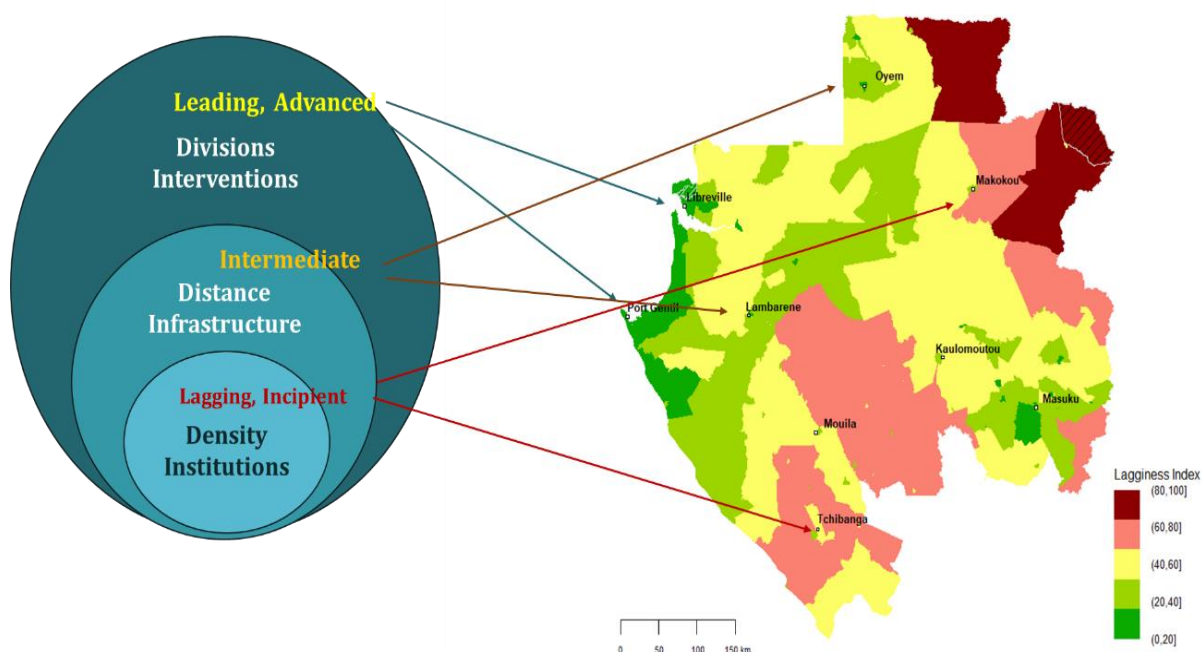 Leading, Advanced
Divisions
Interventions
Intermediate
Distance
Infrastructure
Lagging, Incipient
Density
Institutions
Oyem
Makokou
Libreville
Port Gentil
Lambarene
Kaulomoutou
Masuku
Mouila
Tchibanga
Lagginess Index
(80,100]
(60,80]
(40,60]
(20,40]
(0,20]
0 50 100 150 km